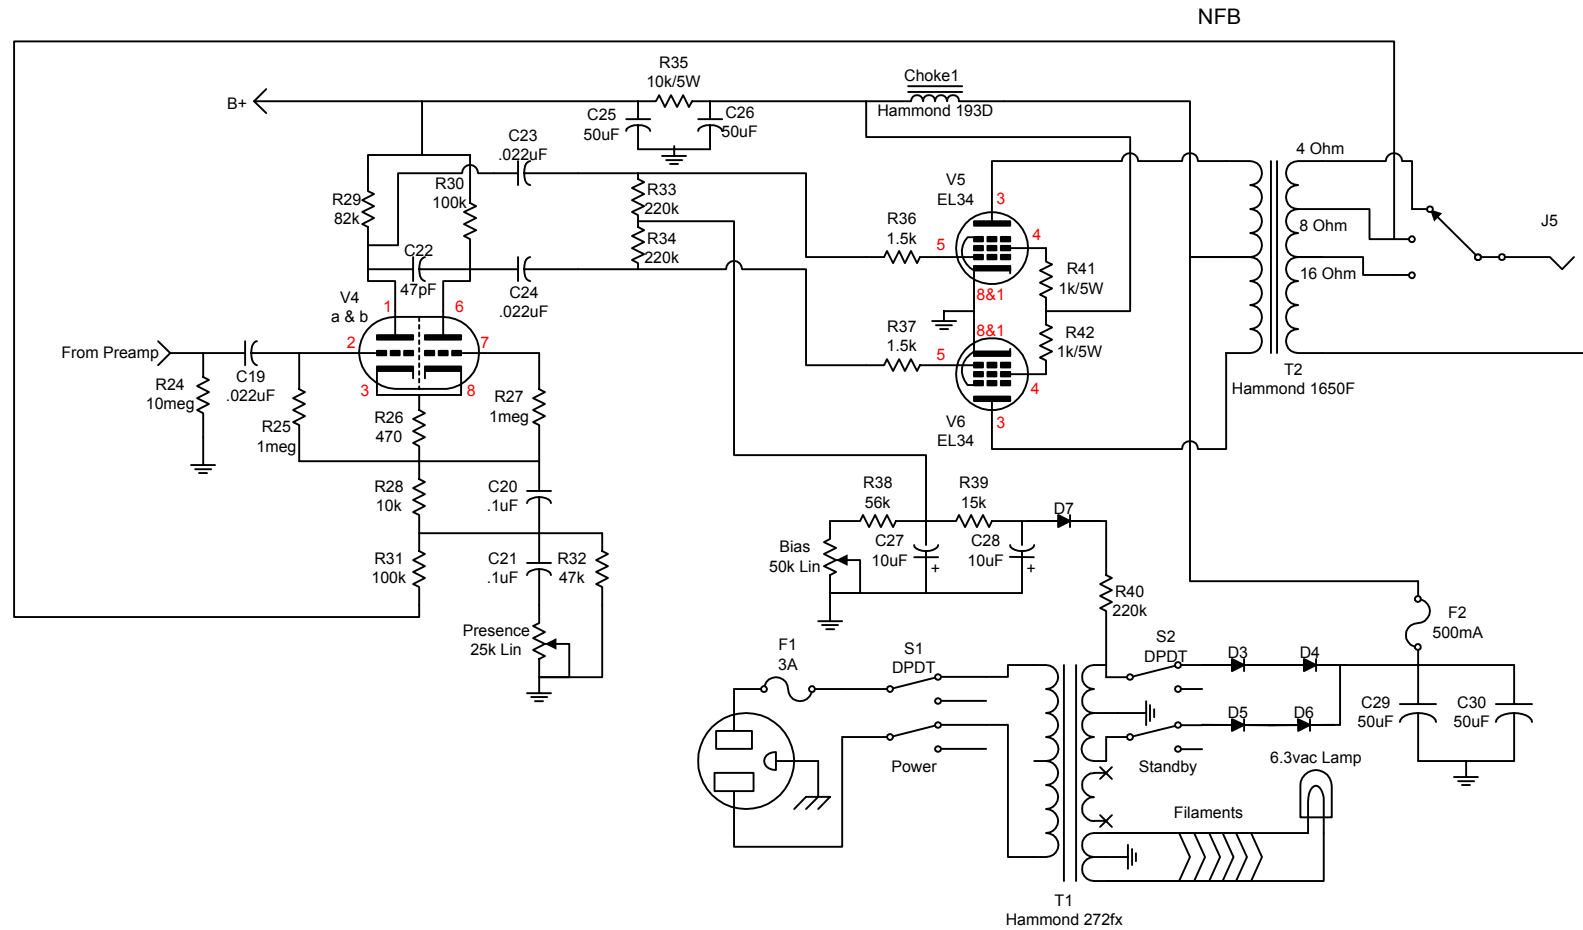 NFB
R35
10k/5W
Choke1
Hammond 193D
B+
C25
50uF
C26
50uF
C23
.022uF
4 Ohm
R29
82k
R30
100k
R33
220k
V5
EL34
3
R36
1.5k
5
4
8 Ohm
J5
R34
220k
C22
47pF
C24
.022uF
R41
1k/5W
16 Ohm
V4
a & b
1
6
8&1
8&1
R37
1.5k
R42
1k/5W
From Preamp
2
7
5
4
T2
Hammond 1650F
R24
10meg
C19
.022uF
3
8
R27
1meg
R25
1meg
R26
470
V6
EL34
3
R28
10k
C20
.1uF
R38
56k
R39
15k
D7
Bias
50k Lin
C27
10uF
+
C28
10uF
+
R31
100k
C21
.1uF
R32
47k
R40
220k
F2
500mA
Presence
25k Lin
F1
3A
S1
DPDT
S2
DPDT
D3
D4
C29
50uF
C30
50uF
D5
D6
Power
Standby
6.3vac Lamp
Filaments
T1
Hammond 272fx